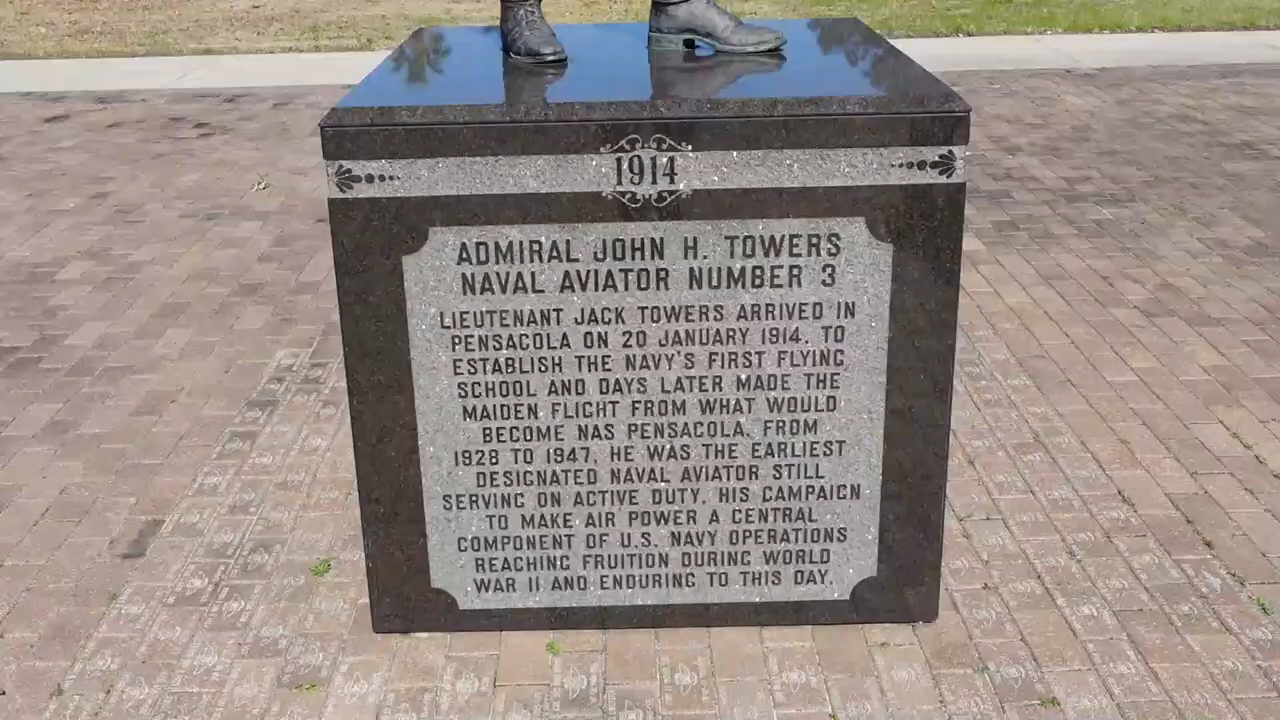 1914
ADMIRAL JOHN H. TOWERS
NAVAL AVIATOR NUMBER 3
LIEUTENANT JACK TOWERS ARRIVED IN
PENSACOLA ON 20 JANUARY 1914, TO
ESTABLISH THE NAVY'S FIRST FLYING
SCHOOL AND DAYS LATER MADE THE
MAIDEN FLIGHT FROM WHAT WOULD
BECOME NAS PENSACOLA. FROM
1928 TO 1947, HE WAS THE EARLIEST
DESIGNATED NAVAL AVIATOR STILL
SERVING ON ACTIVE DUTY. HIS CAMPAIGN
TO MAKE AIR POWER A CENTRAL
COMPONENT OF U.S. NAVY OPERATIONS
REACHING FRUITION DURING WORLD
WAR II AND ENDURING TO THIS DAY.